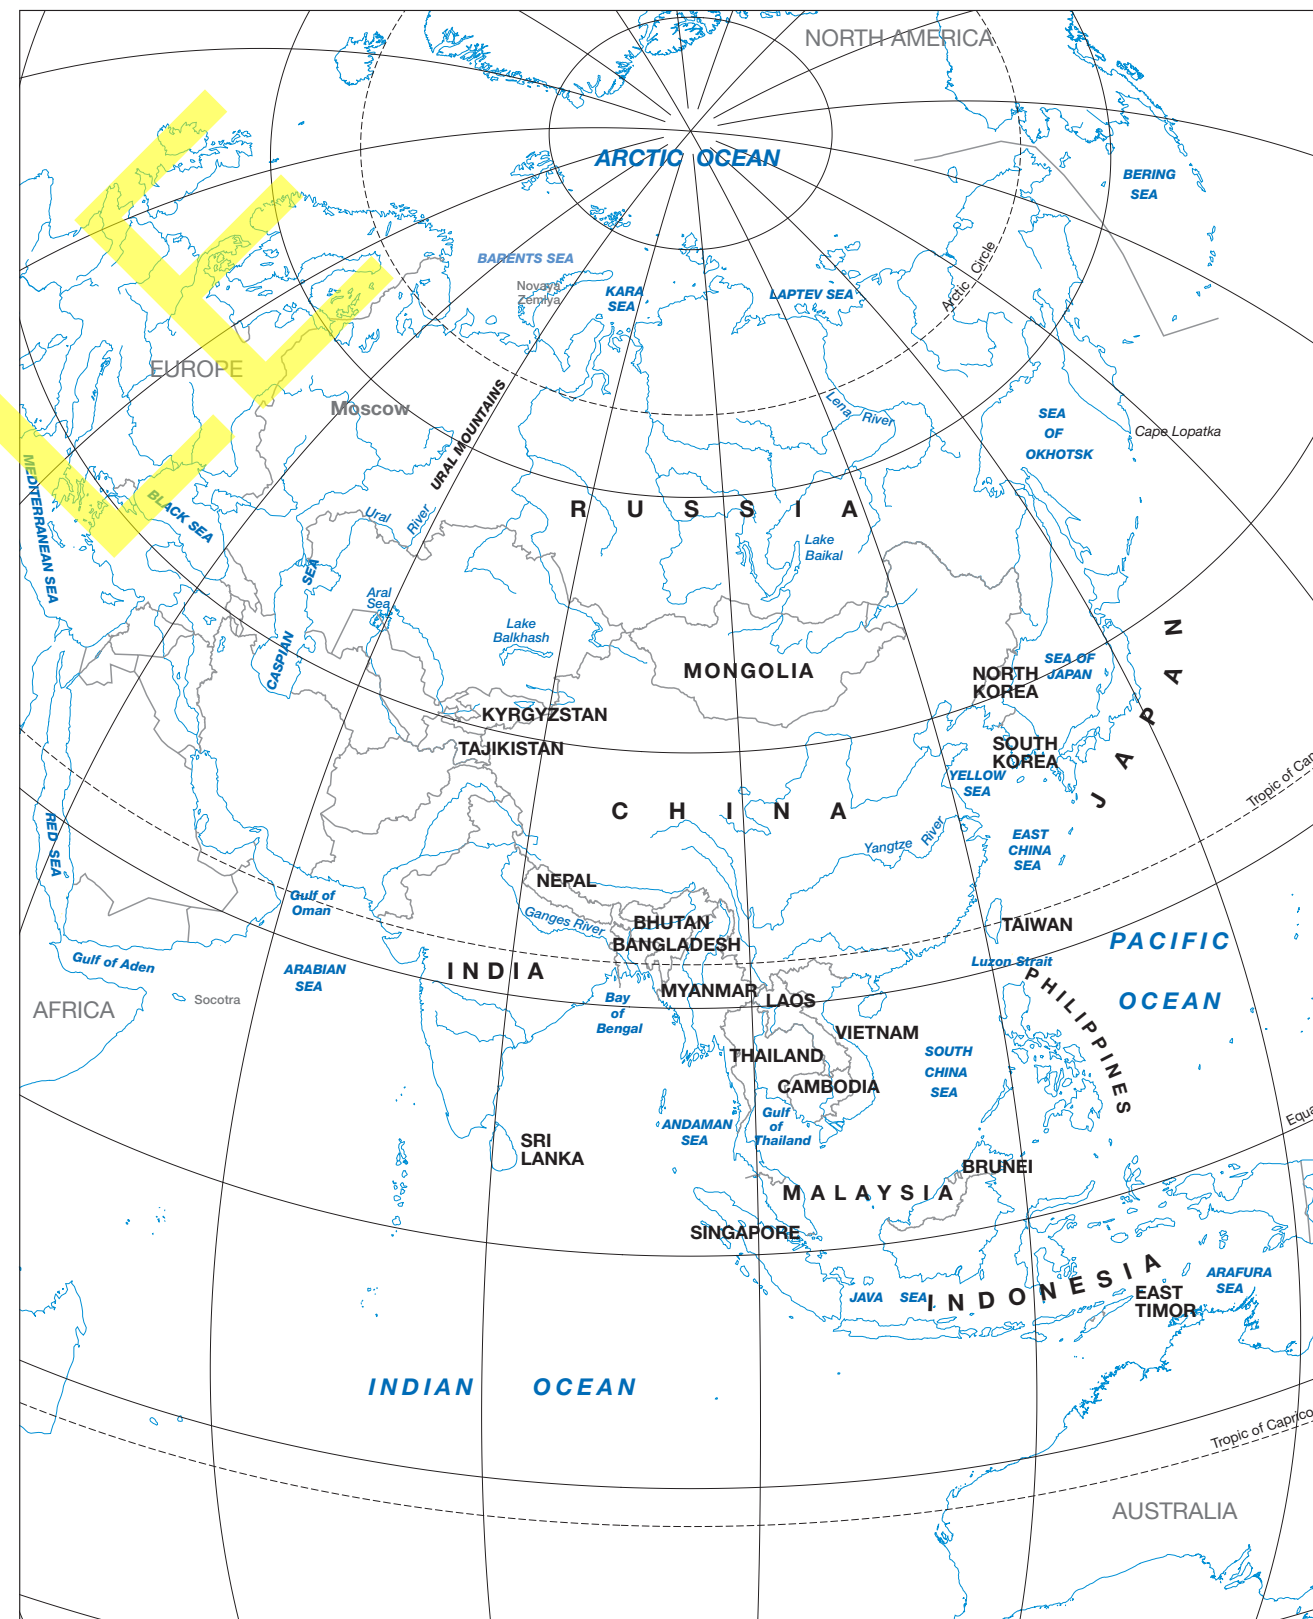 NORTH AMERICA
ARCTIC OCEAN
BERING
SEA
BARENTS SEA
Novaya
Zemlya
KARA
SEA
LAPTEV SEA
Arctic Circle
EUROPE
Moscow
URAL MOUNTAINS
Lena River
SEA
OF
OKHOTSK
Cape Lopatka
MEDITERRANEAN SEA
BLACK SEA
Ural River
RUSSIA
Lake
Baikal
CASPIAN SEA
Aral
Sea
Lake
Balkhash
MONGOLIA
NORTH
KOREA
SEA OF
JAPAN
JAPAN
KYRGYZSTAN
TAJIKISTAN
SOUTH
KOREA
YELLOW
SEA
Tropic of Can
CHINA
Yangtze River
EAST
CHINA
SEA
RED SEA
Gulf of
Oman
NEPAL
Ganges River
BHUTAN
BANGLADESH
TAIWAN
PACIFIC
OCEAN
Gulf of Aden
ARABIAN
SEA
INDIA
Luzon Strait
AFRICA
Socotra
Bay
of
Bengal
MYANMAR
LAOS
PHILIPPINES
VIETNAM
THAILAND
SOUTH
CHINA
SEA
CAMBODIA
ANDAMAN
SEA
Gulf
of
Thailand
Equa
SRI
LANKA
BRUNEI
MALAYSIA
SINGAPORE
INDONESIA
JAVA SEA
ARAFURA
SEA
EAST
TIMOR
INDIAN OCEAN
Tropic of Caprico
AUSTRALIA